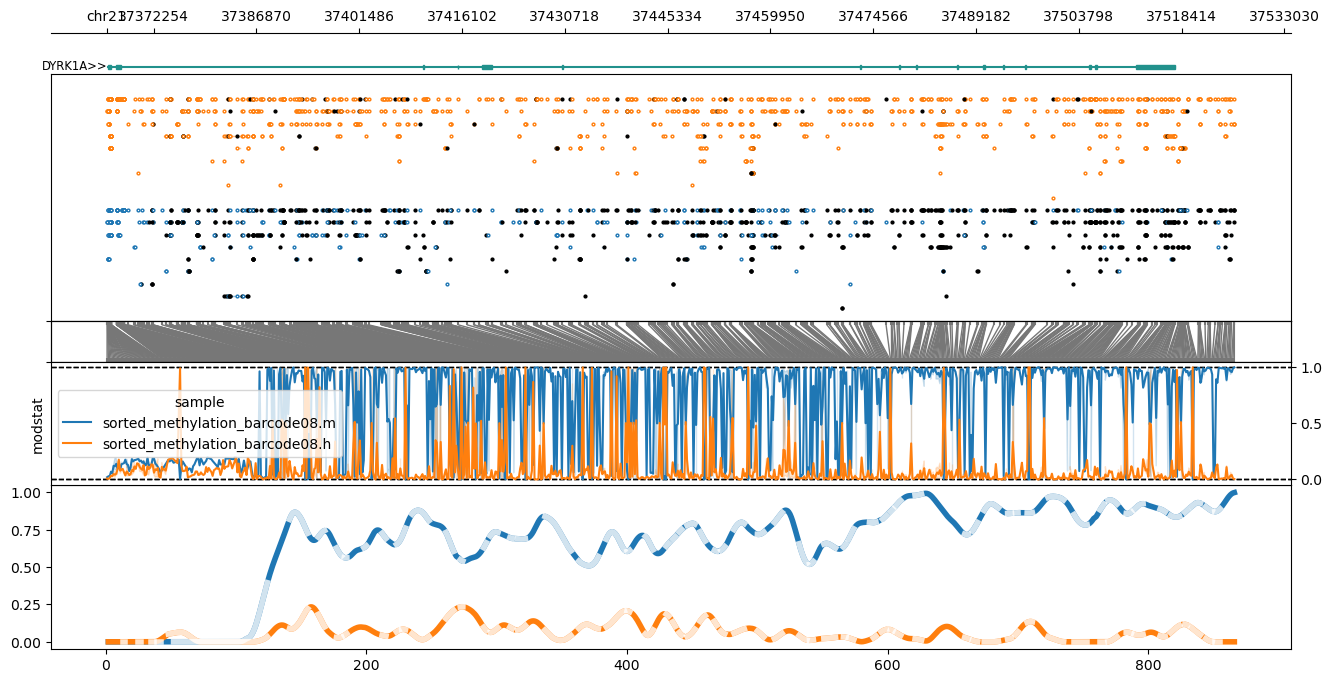 chr21 37372254 37386870 37401486 37416102 37430718 37445334 37459950 37474566 37489182 37503798 37518414 37533030
DYRK1A>>
modstat
sample
sorted_methylation_barcode08.m
sorted_methylation_barcode08.h
1.0
0.5
0.0
1.00
0.75
0.50
0.25
0.00
0 200 400 600 800